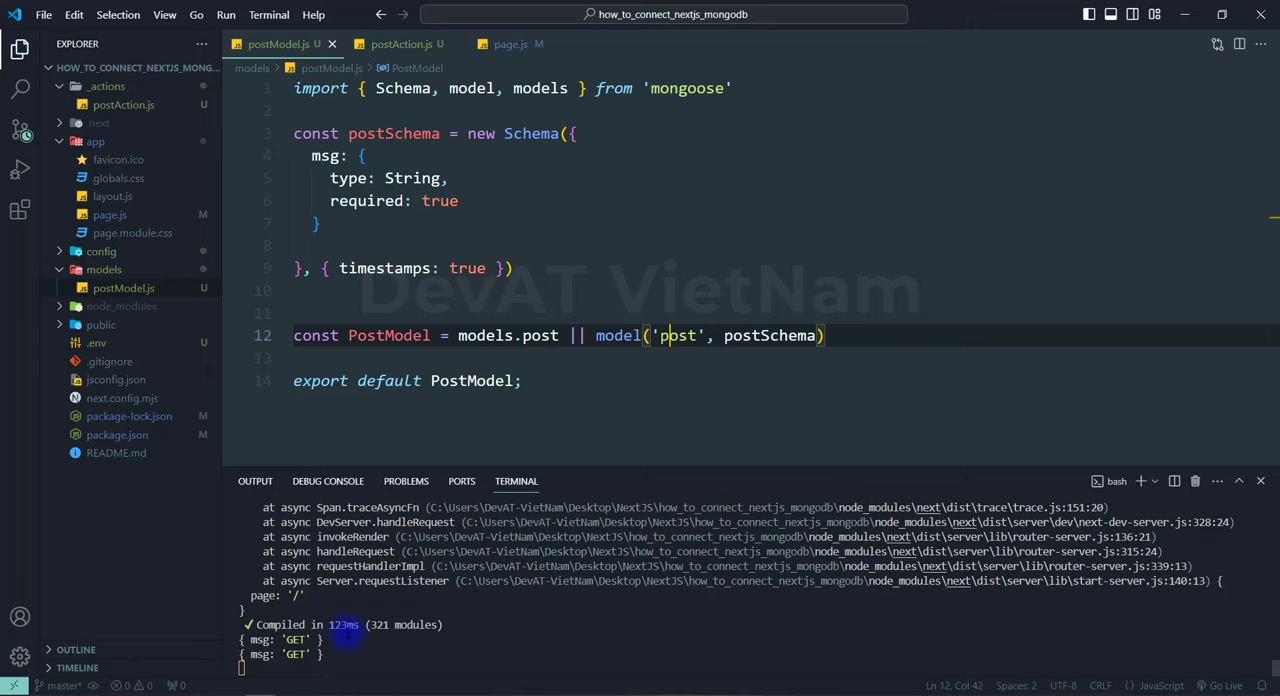 File Edit Selection View Go Run Terminal Help
how_to_connect_nextjs_mongodb
EXPLORER
HOW_TO_CONNECT_NEXTJS_MONG...
_actions
postAction.js U
.next
app
favicon.ico
globals.css
layout.js
page.js M
page.module.css
config
models
postModel.js U
node_modules
public
.env
.gitignore
jsconfig.json
next.config.mjs
package-lock.json M
package.json M
README.md
OUTLINE
TIMELINE
postModel.js U
postAction.js U
page.js M
models > postModel.js > PostModel
1 import { Schema, model, models } from 'mongoose'
2
3 const postSchema = new Schema({
4 msg: {
5 type: String,
6 required: true
7 }
8
9 }, { timestamps: true })
10
11
12 const PostModel = models.post || model('post', postSchema)
13
14 export default PostModel;
DevAT VietNam
OUTPUT DEBUG CONSOLE PROBLEMS PORTS TERMINAL
bash
at async Span.traceAsyncFn (C:\Users\DevAT-VietNam\Desktop\NextJS\how_to_connect_nextjs_mongodb\node_modules\next\dist\trace\trace.js:151:20)
at async DevServer.handleRequest (C:\Users\DevAT-VietNam\Desktop\NextJS\how_to_connect_nextjs_mongodb\node_modules\next\dist\server\dev\next-dev-server.js:328:24)
at async invokeRender (C:\Users\DevAT-VietNam\Desktop\NextJS\how_to_connect_nextjs_mongodb\node_modules\next\dist\server\lib\router-server.js:136:21)
at async handleRequest (C:\Users\DevAT-VietNam\Desktop\NextJS\how_to_connect_nextjs_mongodb\node_modules\next\dist\server\lib\router-server.js:315:24)
at async requestHandlerImpl (C:\Users\DevAT-VietNam\Desktop\NextJS\how_to_connect_nextjs_mongodb\node_modules\next\dist\server\lib\router-server.js:339:13)
at async Server.requestListener (C:\Users\DevAT-VietNam\Desktop\NextJS\how_to_connect_nextjs_mongodb\node_modules\next\dist\server\lib\start-server.js:140:13) {
page: '/'
}
✓ Compiled in 123ms (321 modules)
{ msg: 'GET' }
{ msg: 'GET' }
master* 0 0 0 Ln 12, Col 42 Spaces: 2 UTF-8 CRLF {} JavaScript Go Live